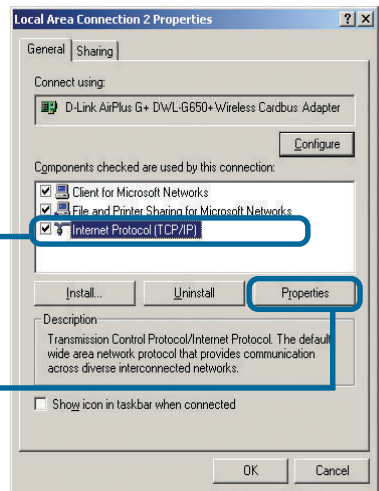 Local Area Connection 2 Properties
General Sharing
Connect using:
D-Link AirPlus G+ DWL-G650+Wireless Cardbus Adapter
Configure
Components checked are used by this connection:
Client for Microsoft Networks
File and Printer Sharing for Microsoft Networks
Internet Protocol (TCP/IP)
Install... Uninstall Properties
Description
Transmission Control Protocol/Internet Protocol. The default
wide area network protocol that provides communication
across diverse interconnected networks.
Show icon in taskbar when connected
OK Cancel